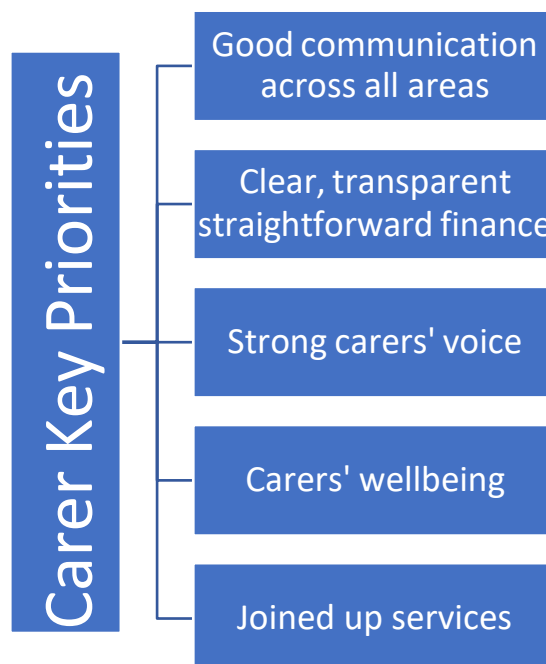 Carer Key Priorities
Good communication
across all areas
Clear, transparent
straightforward finance
Strong carers' voice
Carers' wellbeing
Joined up services